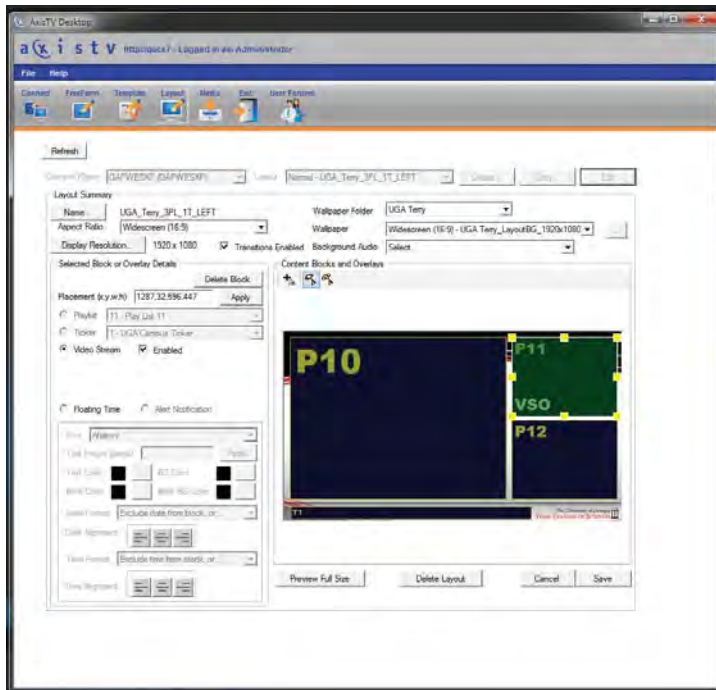 AxisTV Desktop
axistv Logged in as: Administrator
File Help
Connect FreeForm Template Layout Media Exit User Forums
Refresh
Layout Normal - UGA_Terry_3PL_1T_LEFT
Layout Summary
Name... UGA_Terry_3PL_1T_LEFT Wallpaper Folder UGA Terry
Aspect Ratio Widescreen (16:9) Wallpaper Widescreen (16:9) - UGA Terry_LayoutBG_1920x1080 ...
Display Resolution... 1920 x 1080 Transitions Enabled Background Audio Select...
Selected Block or Overlay Details Content Blocks and Overlays
Delete Block
Placement (x,y,w,h) 1287,32,596,447 Apply
Playlist 11 - Play List 11
Ticker 1 - UGA Campus Ticker
Video Stream Enabled
P10
P11
VSO
P12
T1
Floating Time Alert Notification
Exclude date from block, or...
Exclude time from block, or...
Preview Full Size Delete Layout Cancel Save